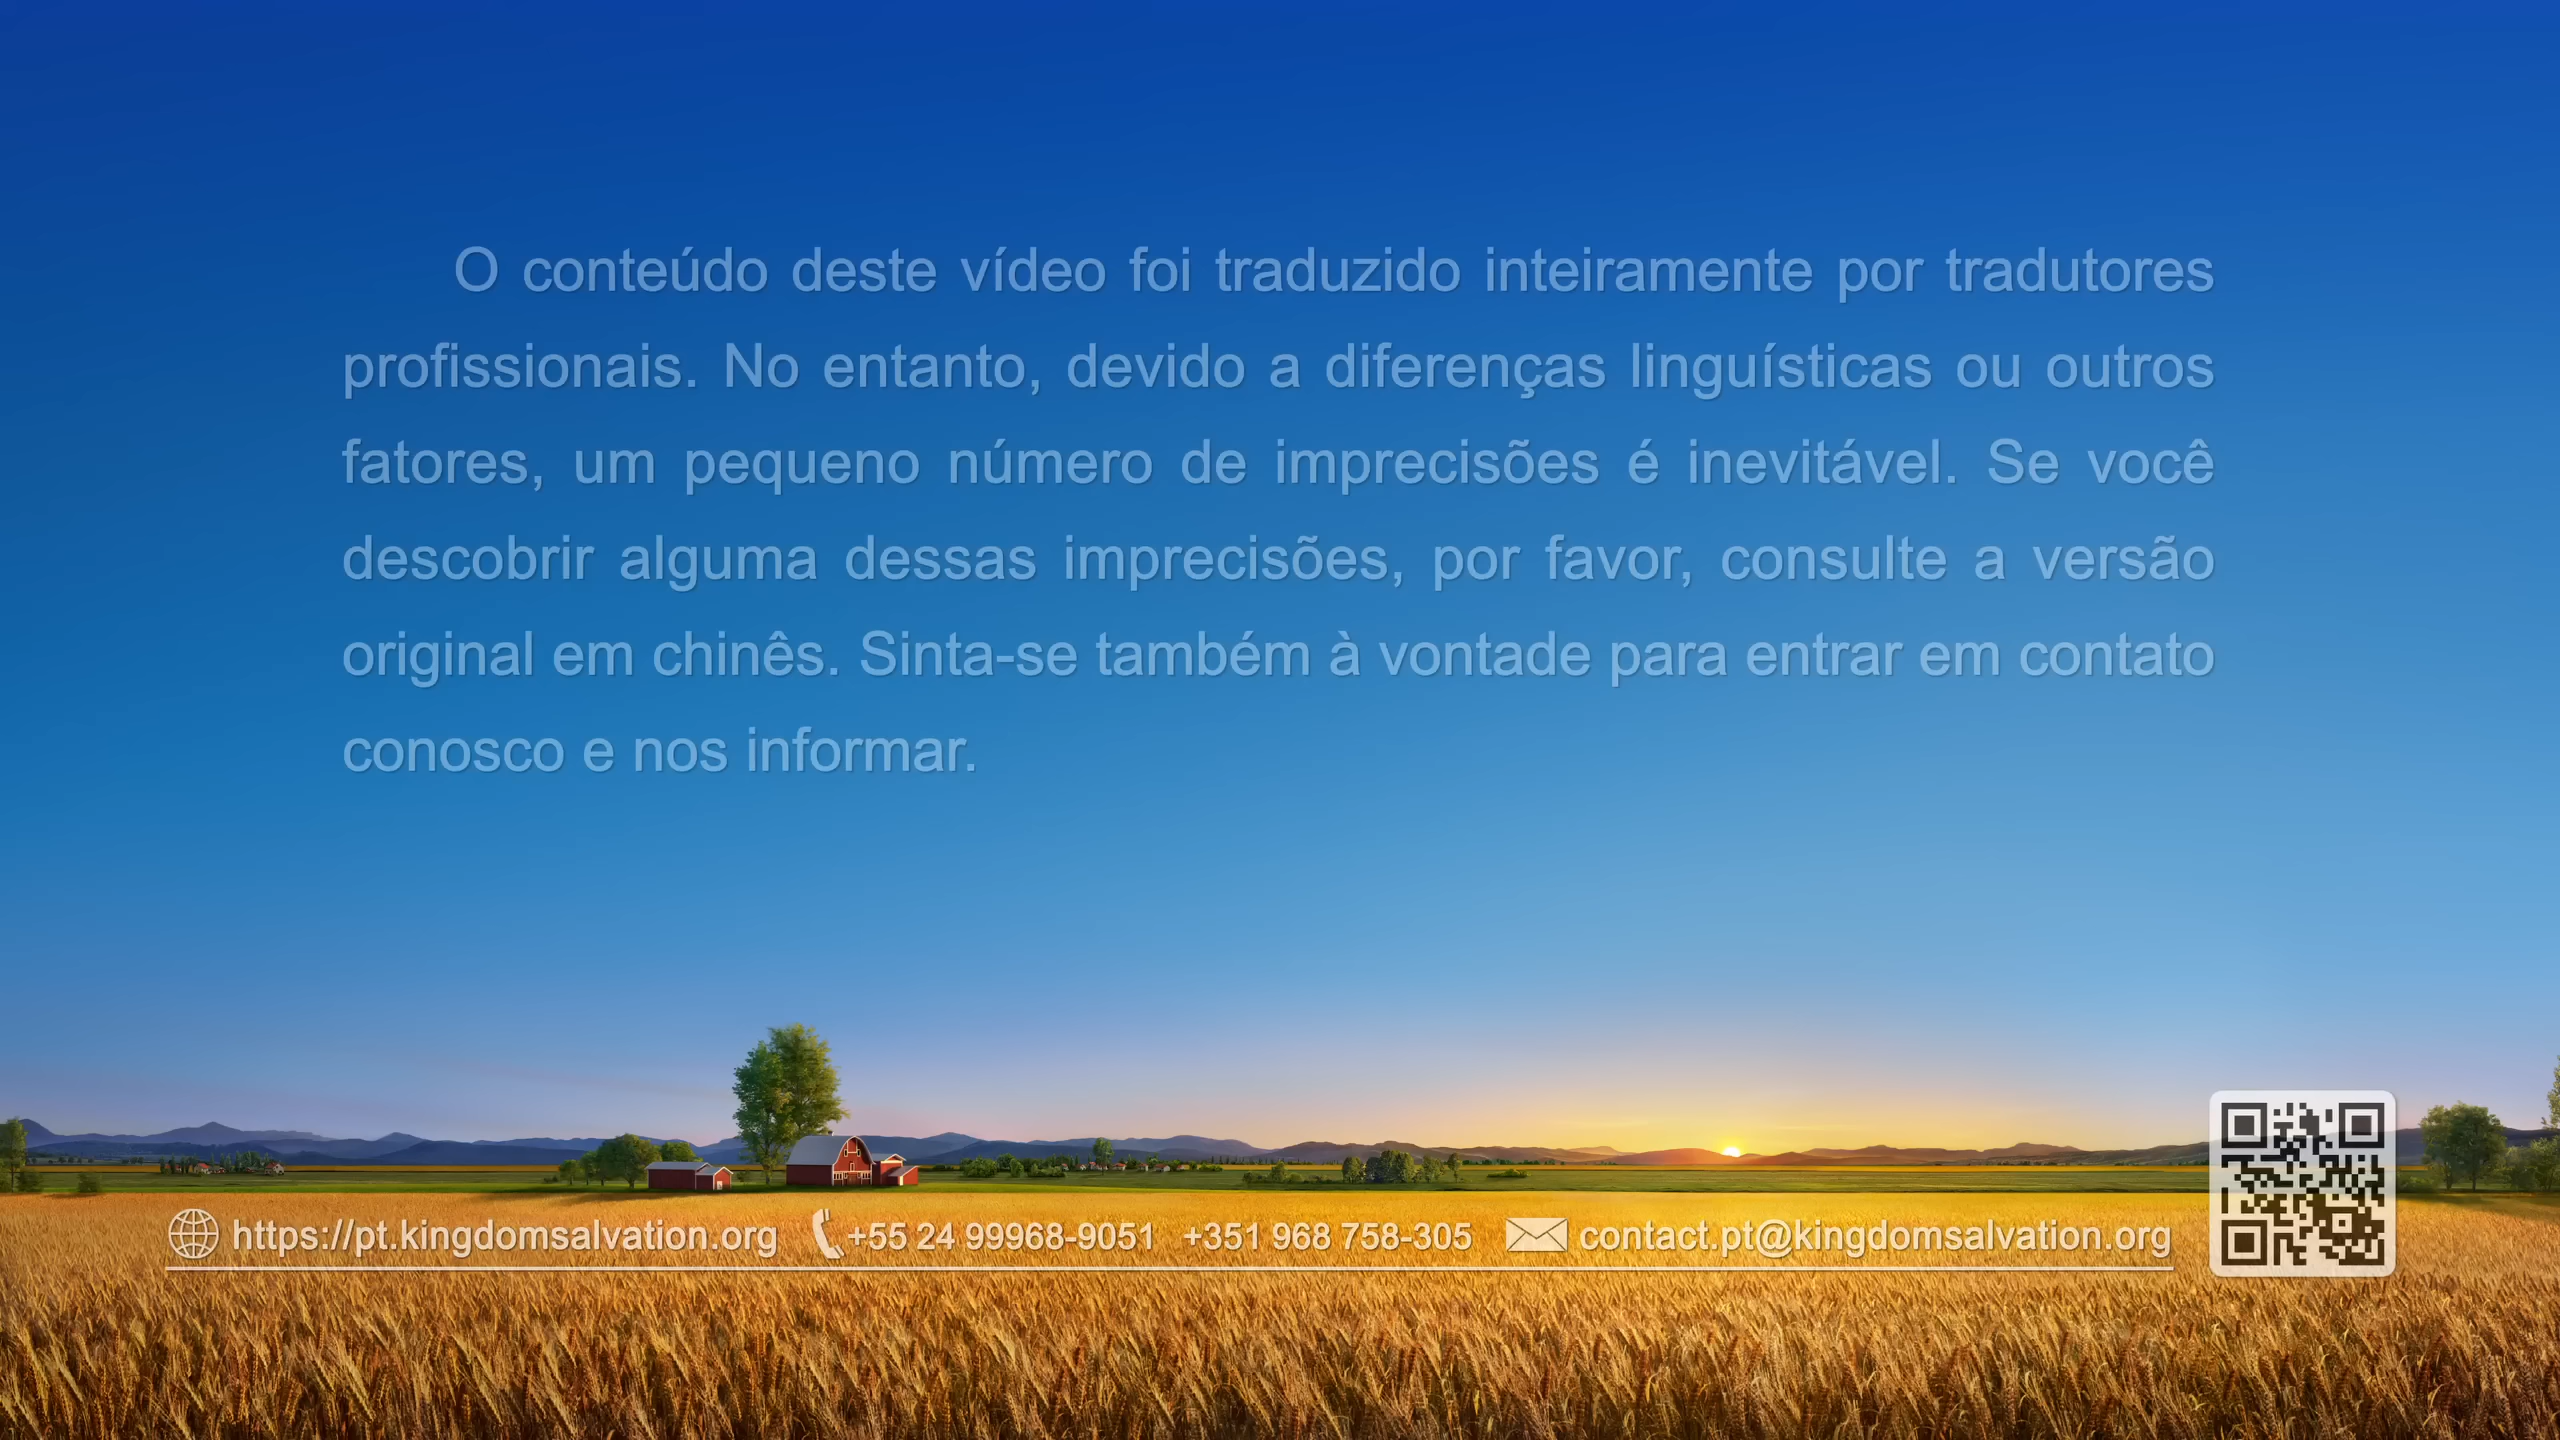 O conteúdo deste vídeo foi traduzido inteiramente por tradutores
profissionais. No entanto, devido a diferenças linguísticas ou outros
fatores, um pequeno número de imprecisões é inevitável. Se você
descobrir alguma dessas imprecisões, por favor, consulte a versão
original em chinês. Sinta-se também à vontade para entrar em contato
conosco e nos informar.
https://pt.kingdomsalvation.org +55 24 99968-9051 +351 968 758-305 contact.pt@kingdomsalvation.org